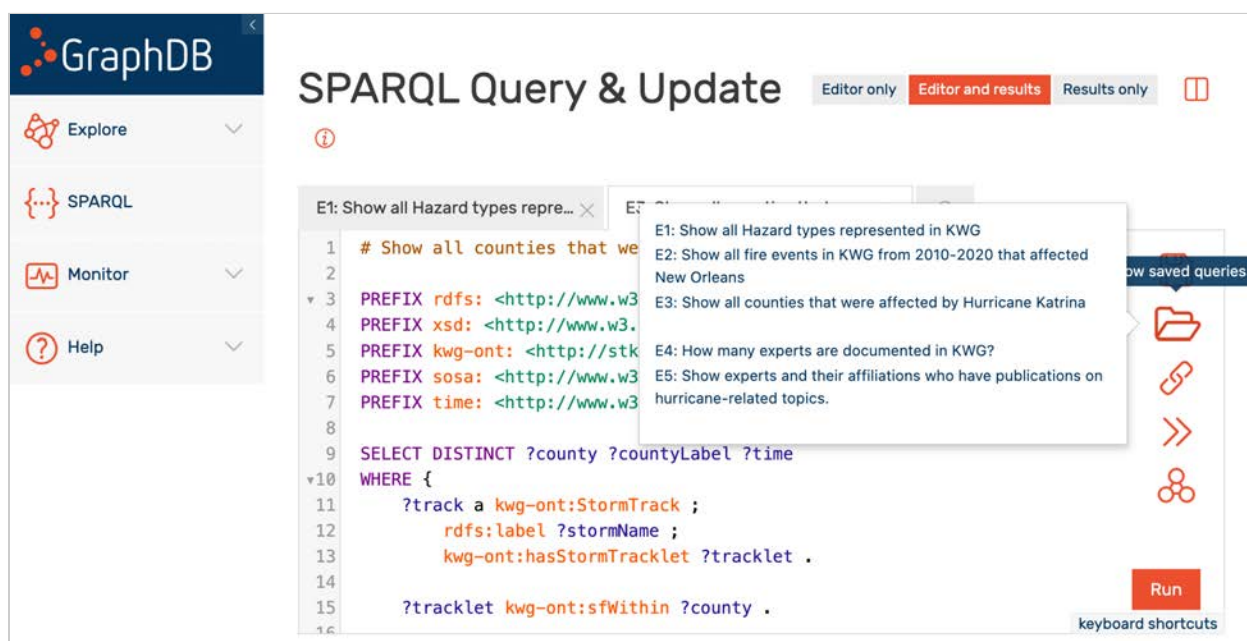 GraphDB
Explore
SPARQL
Monitor
Help
SPARQL Query & Update
Editor only
Editor and results
Results only
E1: Show all Hazard types repre...
1 # Show all counties that we
2
3 PREFIX rdfs: <http://www.w3
4 PREFIX xsd: <http://www.w3.
5 PREFIX kwg-ont: <http://stk
6 PREFIX sosa: <http://www.w3
7 PREFIX time: <http://www.w3
8
9 SELECT DISTINCT ?county ?countyLabel ?time
10 WHERE {
11 ?track a kwg-ont:StormTrack ;
12 rdfs:label ?stormName ;
13 kwg-ont:hasStormTracklet ?tracklet .
14
15 ?tracklet kwg-ont:sfWithin ?county .
E1: Show all Hazard types represented in KWG
E2: Show all fire events in KWG from 2010-2020 that affected
New Orleans
E3: Show all counties that were affected by Hurricane Katrina
E4: How many experts are documented in KWG?
E5: Show experts and their affiliations who have publications on
hurricane-related topics.
ow saved queries
Run
keyboard shortcuts